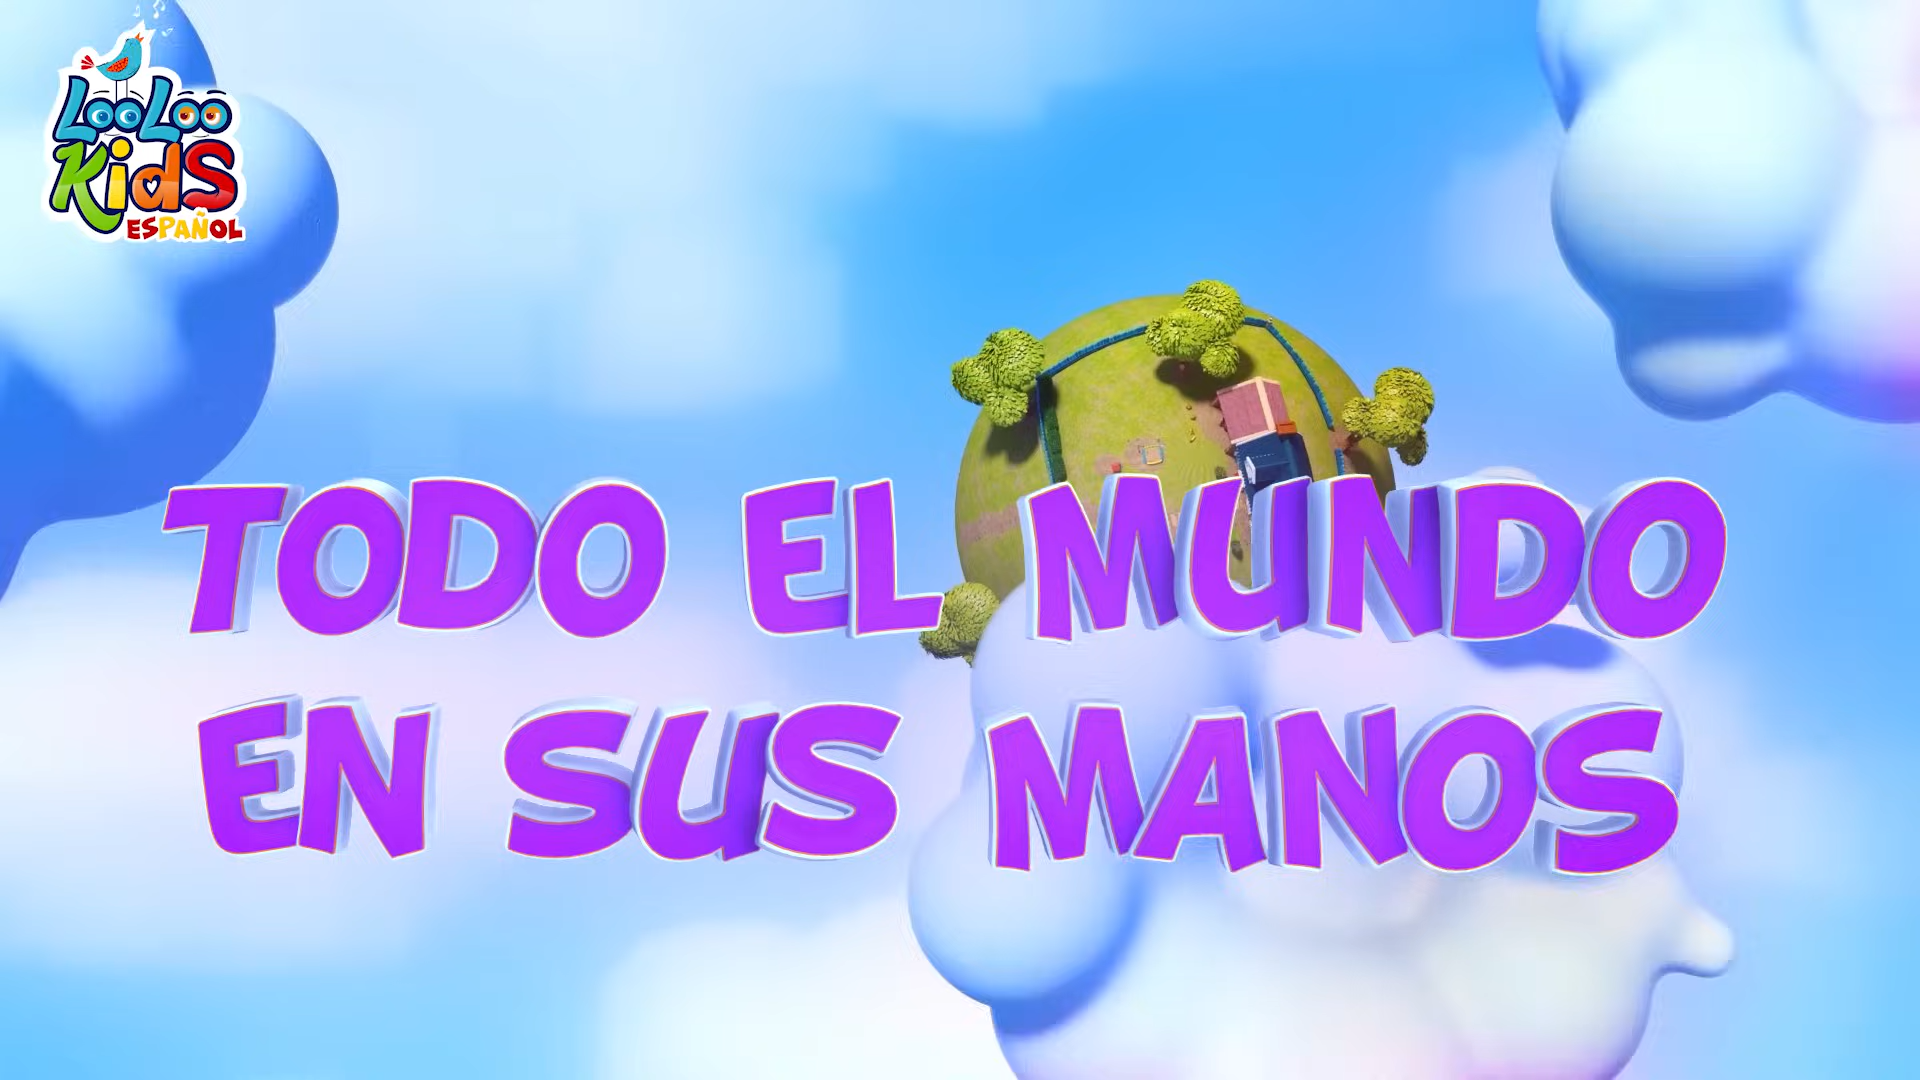 LooLoo
Kids
ESPAÑOL
TODO EL MUNDO
EN SUS MANOS